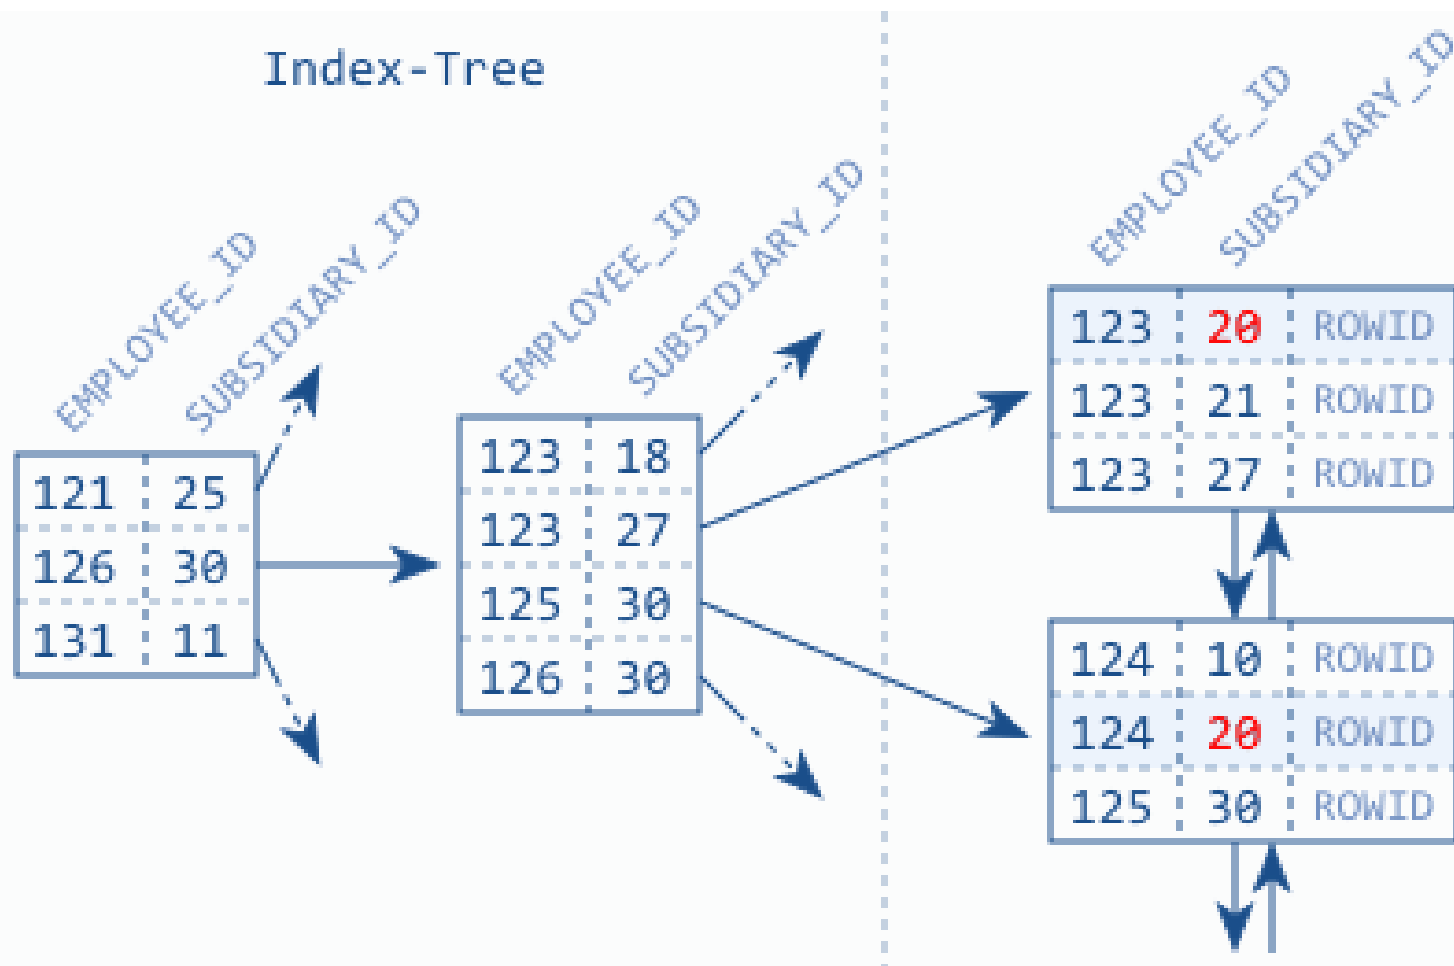 Index-Tree
EMPLOYEE_ID
SUBSIDIARY_ID
121 25
126 30
131 11
EMPLOYEE_ID
SUBSIDIARY_ID
123 18
123 27
125 30
126 30
EMPLOYEE_ID
SUBSIDIARY_ID
123 20 ROWID
123 21 ROWID
123 27 ROWID
124 10 ROWID
124 20 ROWID
125 30 ROWID